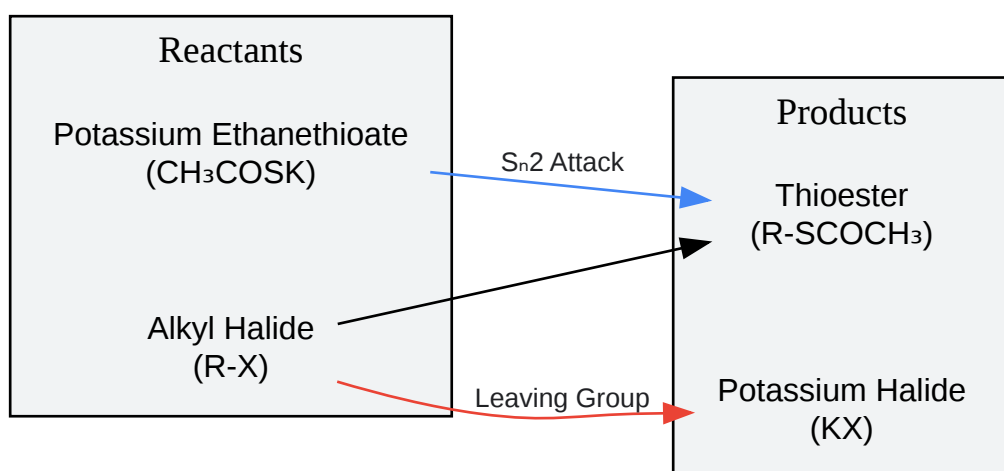 Reactants
Potassium Ethanethioate
(CH₃COSK)
Alkyl Halide
(R-X)
Sₙ2 Attack
Leaving Group
Products
Thioester
(R-SCOCH₃)
Potassium Halide
(KX)